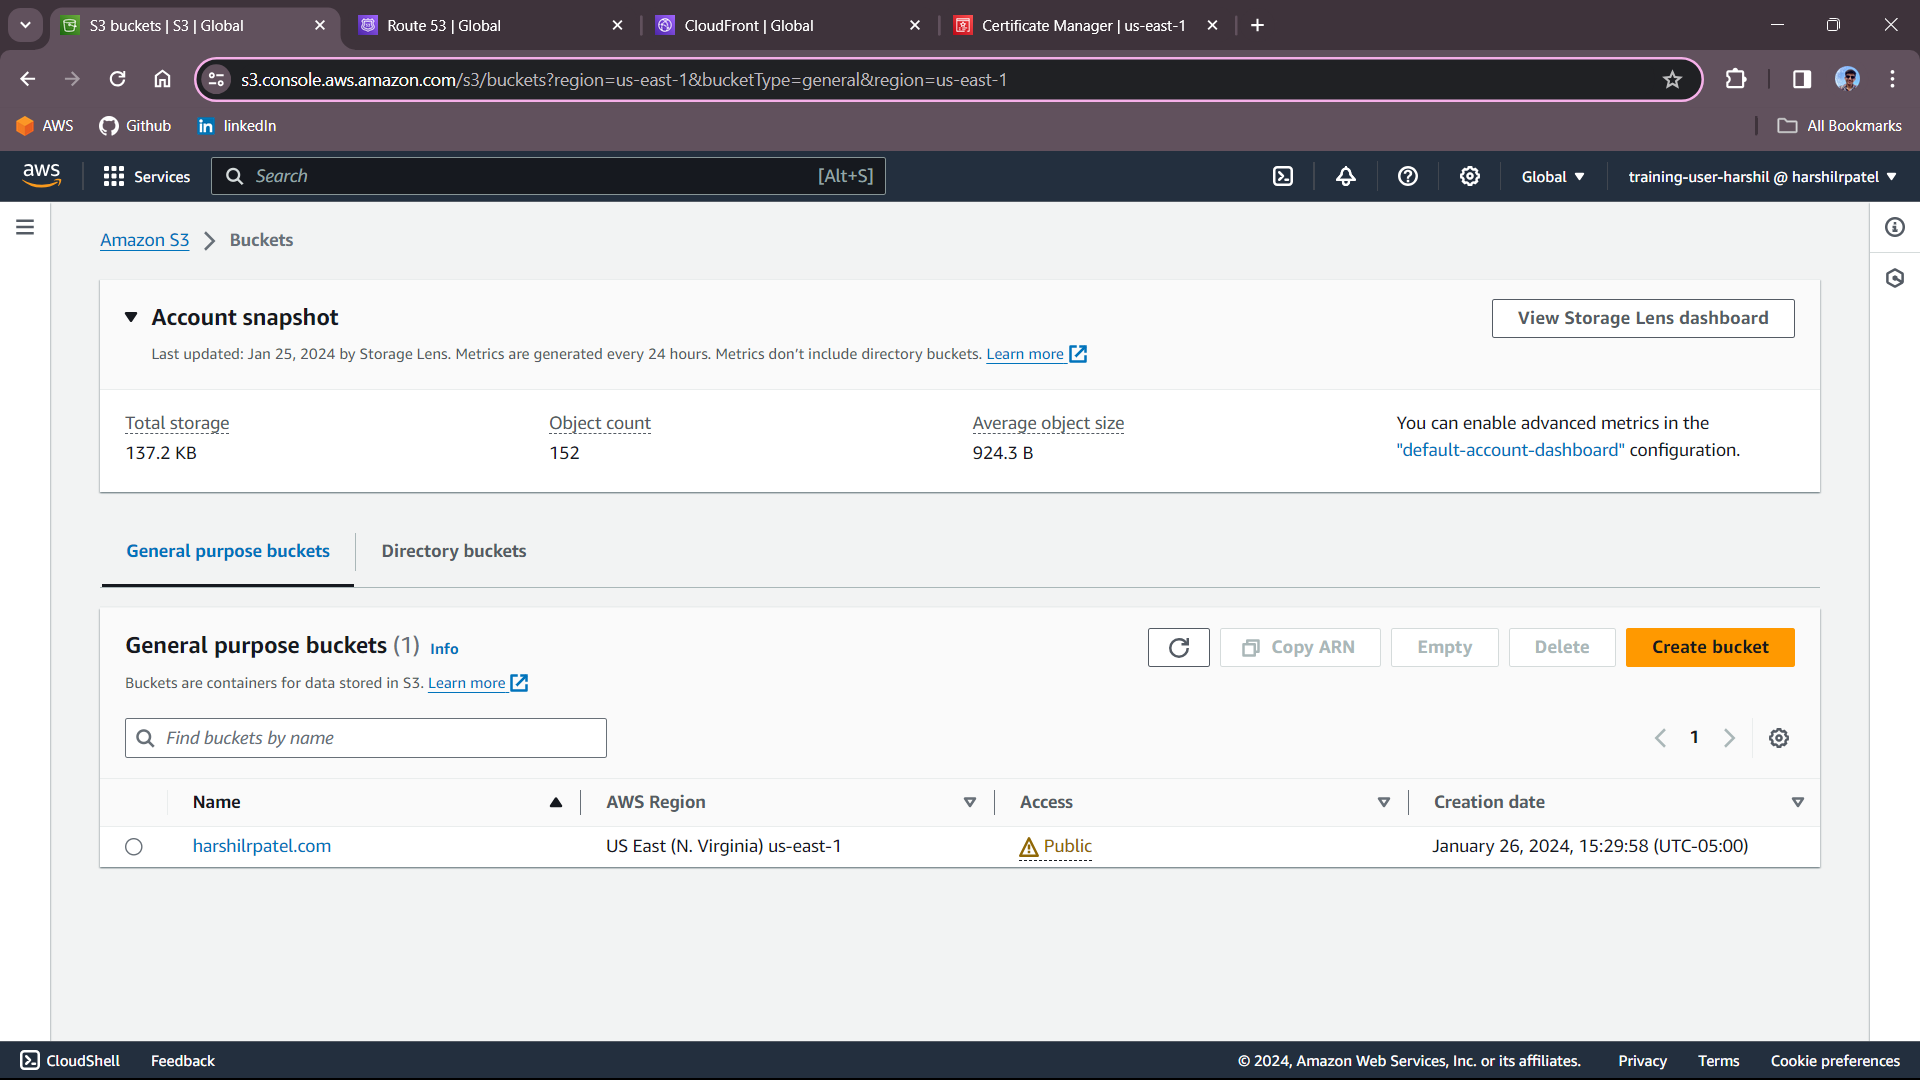 S3 buckets | S3 | Global
Route 53 | Global
CloudFront | Global
Certificate Manager | us-east-1
s3.console.aws.amazon.com/s3/buckets?region=us-east-1&bucketType=general&region=us-east-1
AWS
Github
linkedIn
All Bookmarks
aws
Services
Search
[Alt+S]
Global
training-user-harshil @ harshilrpatel
Amazon S3
Buckets
Account snapshot
View Storage Lens dashboard
Last updated: Jan 25, 2024 by Storage Lens. Metrics are generated every 24 hours. Metrics don't include directory buckets. Learn more
Total storage
137.2 KB
Object count
152
Average object size
924.3 B
You can enable advanced metrics in the
"default-account-dashboard" configuration.
General purpose buckets
Directory buckets
General purpose buckets (1) Info
Copy ARN
Empty
Delete
Create bucket
Buckets are containers for data stored in S3. Learn more
Find buckets by name
1
Name
AWS Region
Access
Creation date
harshilrpatel.com
US East (N. Virginia) us-east-1
Public
January 26, 2024, 15:29:58 (UTC-05:00)
CloudShell
Feedback
© 2024, Amazon Web Services, Inc. or its affiliates.
Privacy
Terms
Cookie preferences